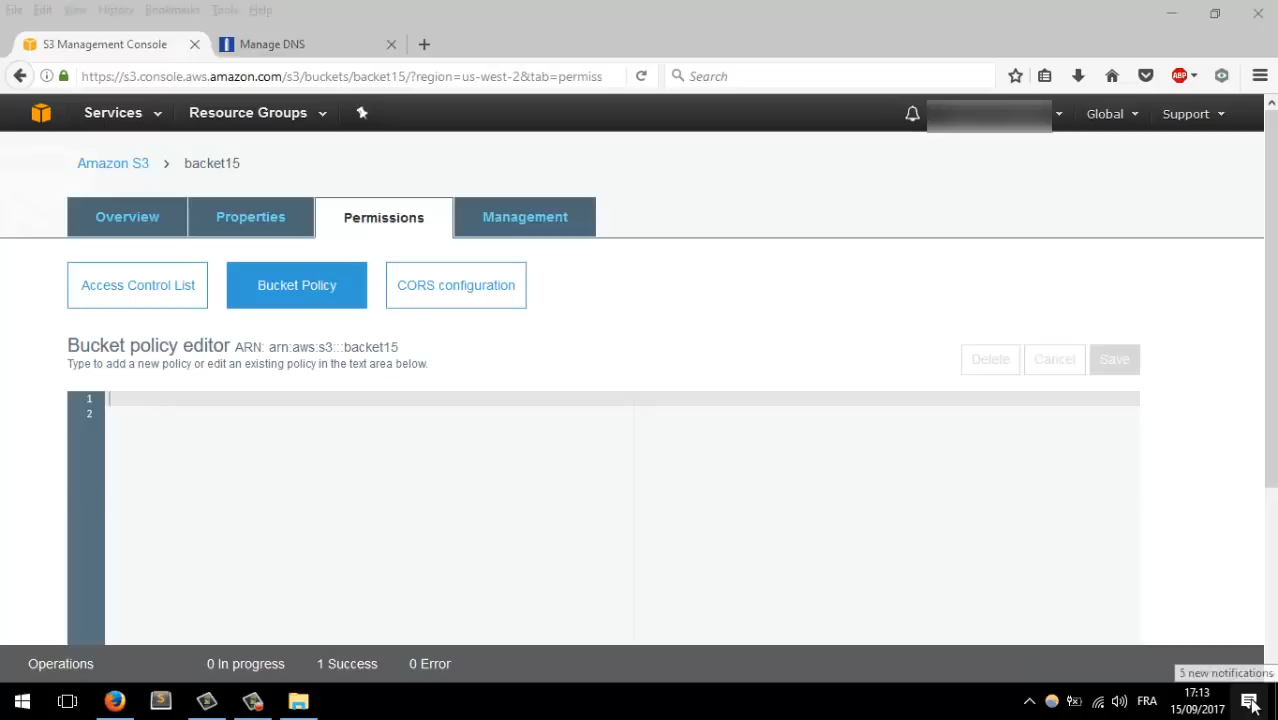 File Edit View History Bookmarks Tools Help
S3 Management Console
Manage DNS
https://s3.console.aws.amazon.com/s3/buckets/backet15/?region=us-west-2&tab=permiss
Search
ABP
Services
Resource Groups
Global
Support
Amazon S3 > backet15
Overview
Properties
Permissions
Management
Access Control List
Bucket Policy
CORS configuration
Bucket policy editor ARN: arn:aws:s3:::backet15
Type to add a new policy or edit an existing policy in the text area below.
Delete
Cancel
Save
1
2
Operations
0 In progress
1 Success
0 Error
5 new notifications
FRA
17:13
15/09/2017